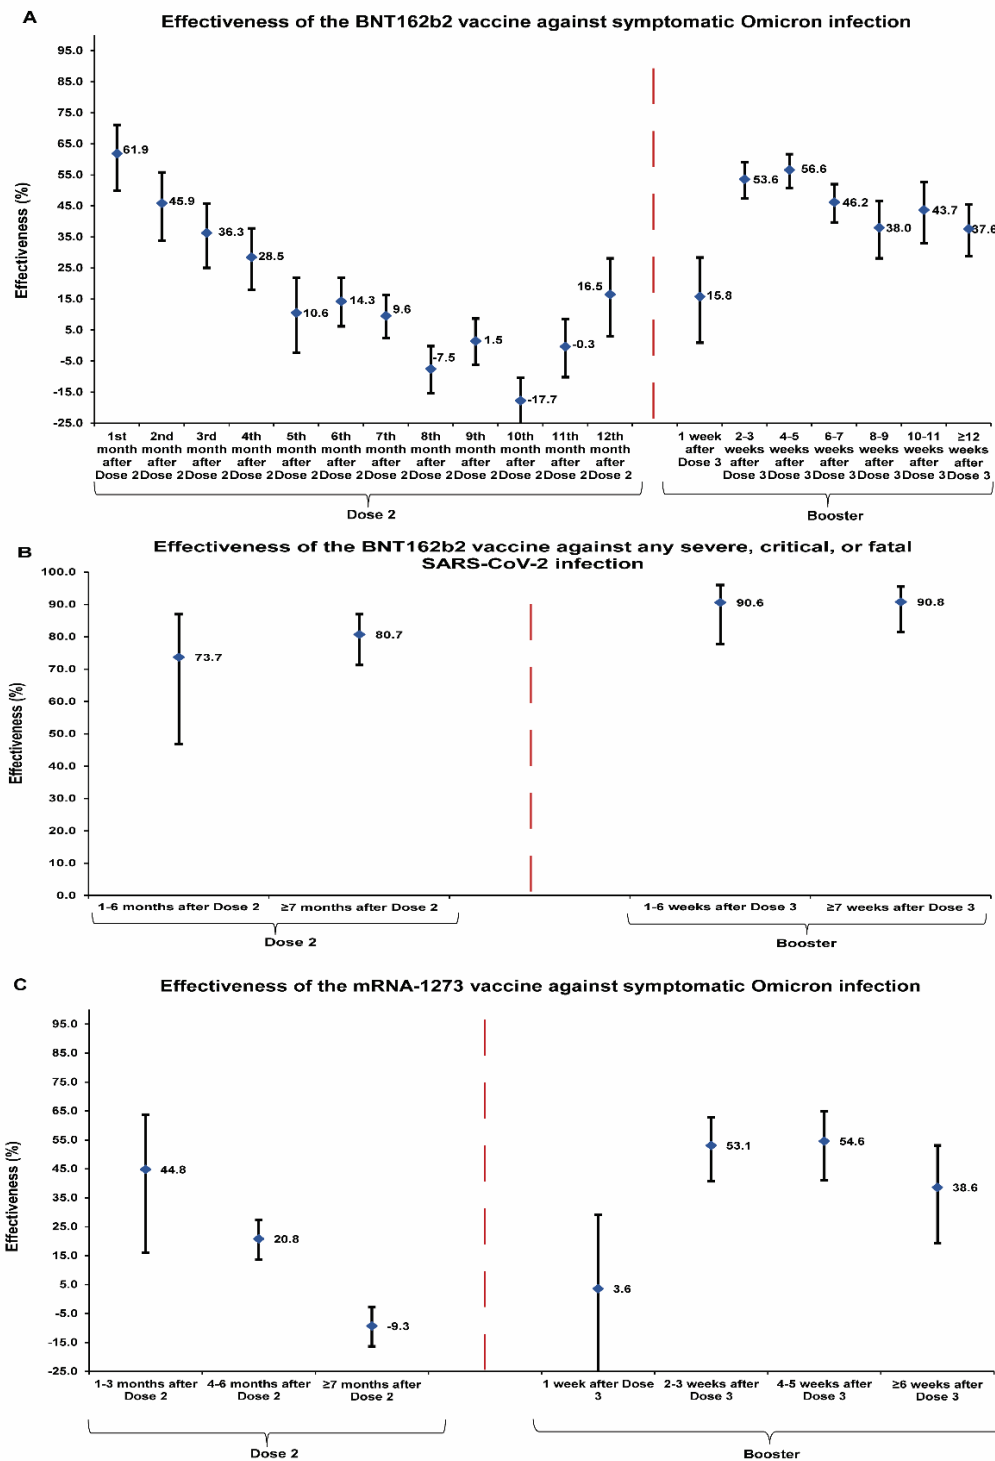 A
Effectiveness of the BNT162b2 vaccine against symptomatic Omicron infection
Effectiveness (%)
95.0
85.0
75.0
65.0
55.0
45.0
35.0
25.0
15.0
5.0
-5.0
-15.0
-25.0
61.9
45.9
36.3
28.5
10.6
14.3
9.6
-7.5
1.5
-17.7
-0.3
16.5
15.8
53.6
56.6
46.2
38.0
43.7
37.6
1st month after Dose 2
2nd month after Dose 2
3rd month after Dose 2
4th month after Dose 2
5th month after Dose 2
6th month after Dose 2
7th month after Dose 2
8th month after Dose 2
9th month after Dose 2
10th month after Dose 2
11th month after Dose 2
12th month after Dose 2
1 week after Dose 3
2-3 weeks after Dose 3
4-5 weeks after Dose 3
6-7 weeks after Dose 3
8-9 weeks after Dose 3
10-11 weeks after Dose 3
≥12 weeks after Dose 3
Dose 2
Booster
B
Effectiveness of the BNT162b2 vaccine against any severe, critical, or fatal
SARS-CoV-2 infection
Effectiveness (%)
100.0
90.0
80.0
70.0
60.0
50.0
40.0
30.0
20.0
10.0
0.0
73.7
80.7
90.6
90.8
1-6 months after Dose 2
≥7 months after Dose 2
1-6 weeks after Dose 3
≥7 weeks after Dose 3
Dose 2
Booster
C
Effectiveness of the mRNA-1273 vaccine against symptomatic Omicron infection
Effectiveness (%)
95.0
85.0
75.0
65.0
55.0
45.0
35.0
25.0
15.0
5.0
-5.0
-15.0
-25.0
44.8
20.8
-9.3
3.6
53.1
54.6
38.6
1-3 months after
Dose 2
4-6 months after
Dose 2
≥7 months after
Dose 2
1 week after Dose
3
2-3 weeks after
Dose 3
4-5 weeks after
Dose 3
≥6 weeks after
Dose 3
Dose 2
Booster